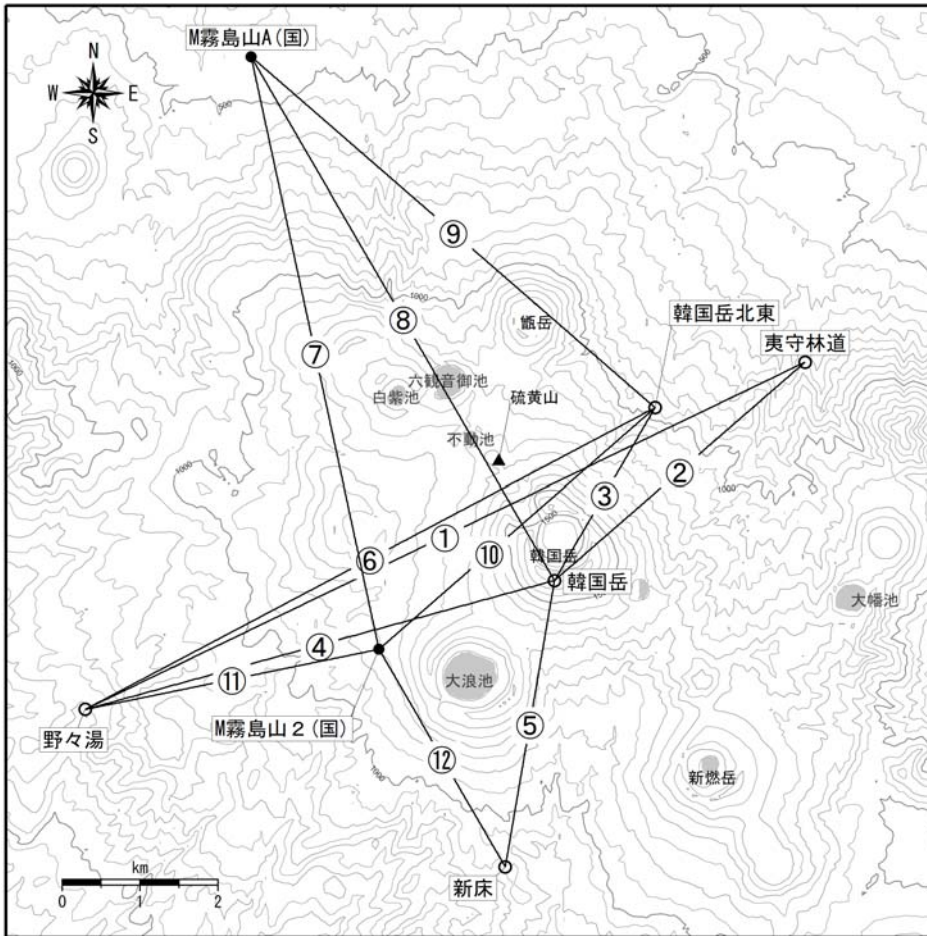 M霧島山A(国)
N
W E
S
500
500
⑨
1000
韓国岳北東
甑岳
⑧
夷守林道
⑦
六観音御池
白紫池
硫黄山
不動池
②
1000
1000
③
1500
①
⑩
韓国岳
⑥
韓国岳
大幡池
④
⑪
大浪池
M霧島山2(国)
野々湯
⑤
⑫
1000
新燃岳
km
0 1 2
新床